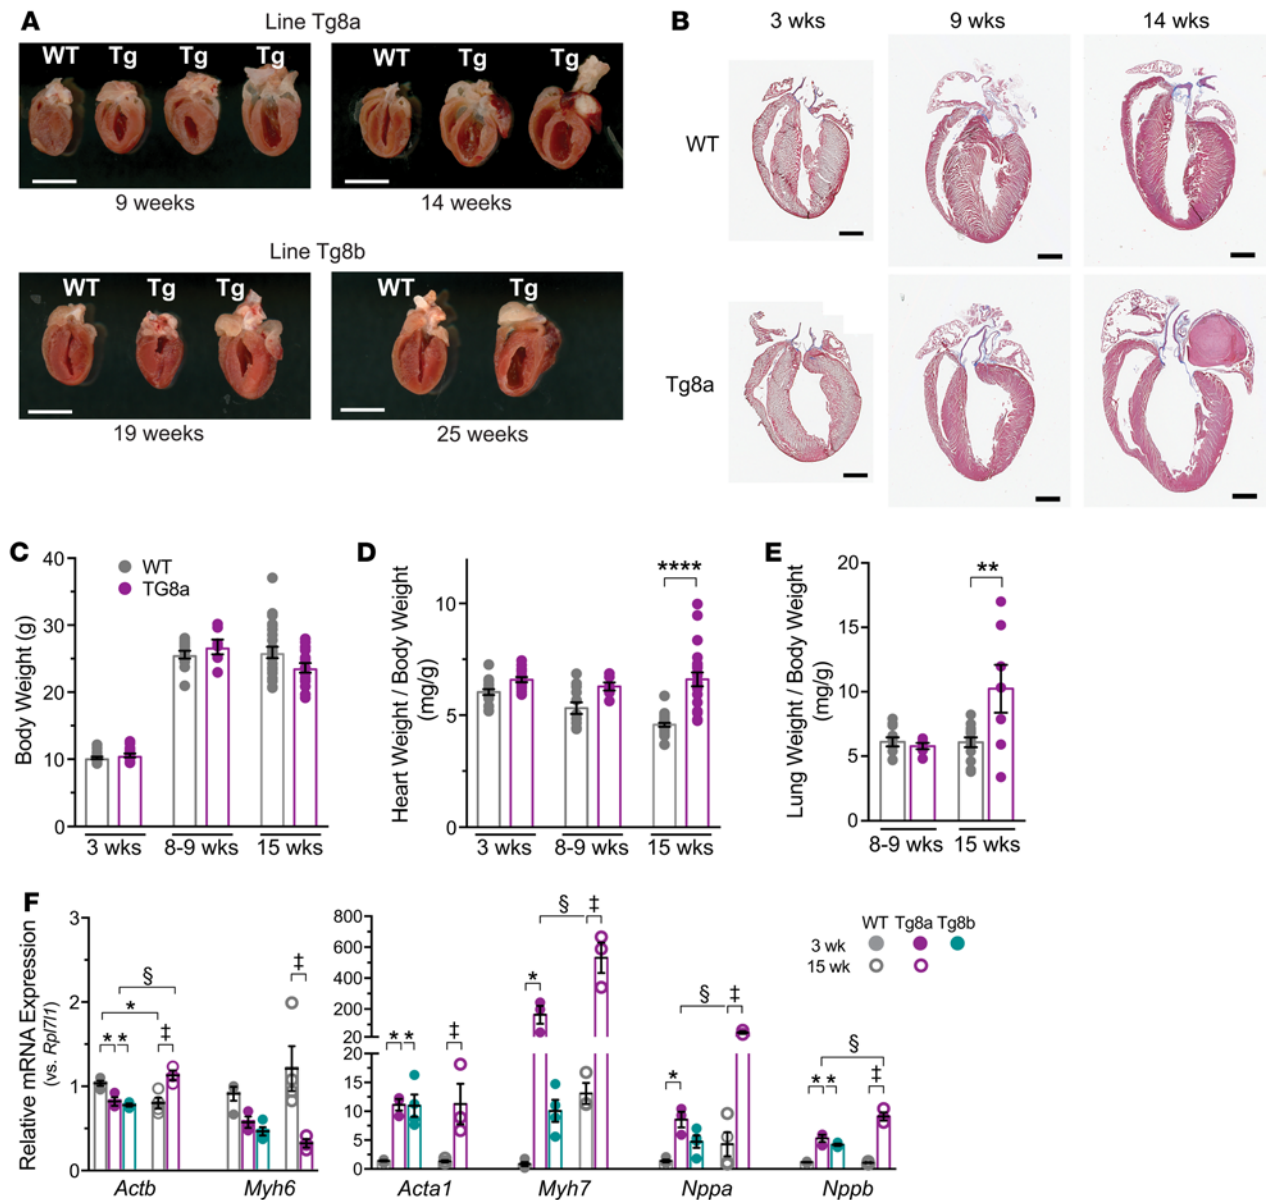 A
Line Tg8a
WT Tg Tg Tg
WT Tg Tg
9 weeks
14 weeks
Line Tg8b
WT Tg Tg
WT Tg
19 weeks
25 weeks
B
3 wks 9 wks 14 wks
WT
Tg8a
C
Body Weight (g)
40
30
20
10
0
WT
TG8a
3 wks 8-9 wks 15 wks
D
Heart Weight / Body Weight
(mg/g)
10
5
0
****
3 wks 8-9 wks 15 wks
E
Lung Weight / Body Weight
(mg/g)
20
15
10
5
0
**
8-9 wks 15 wks
F
Relative mRNA Expression
(vs. Rpl7l1)
3
2
1
0
§
*
* * ‡
‡
Actb Myh6
800
600
400
200
20
20
15
10
5
0
* * ‡
* § ‡
* § ‡
§
* * ‡
Acta1 Myh7 Nppa Nppb
WT Tg8a Tg8b
3 wk
15 wk